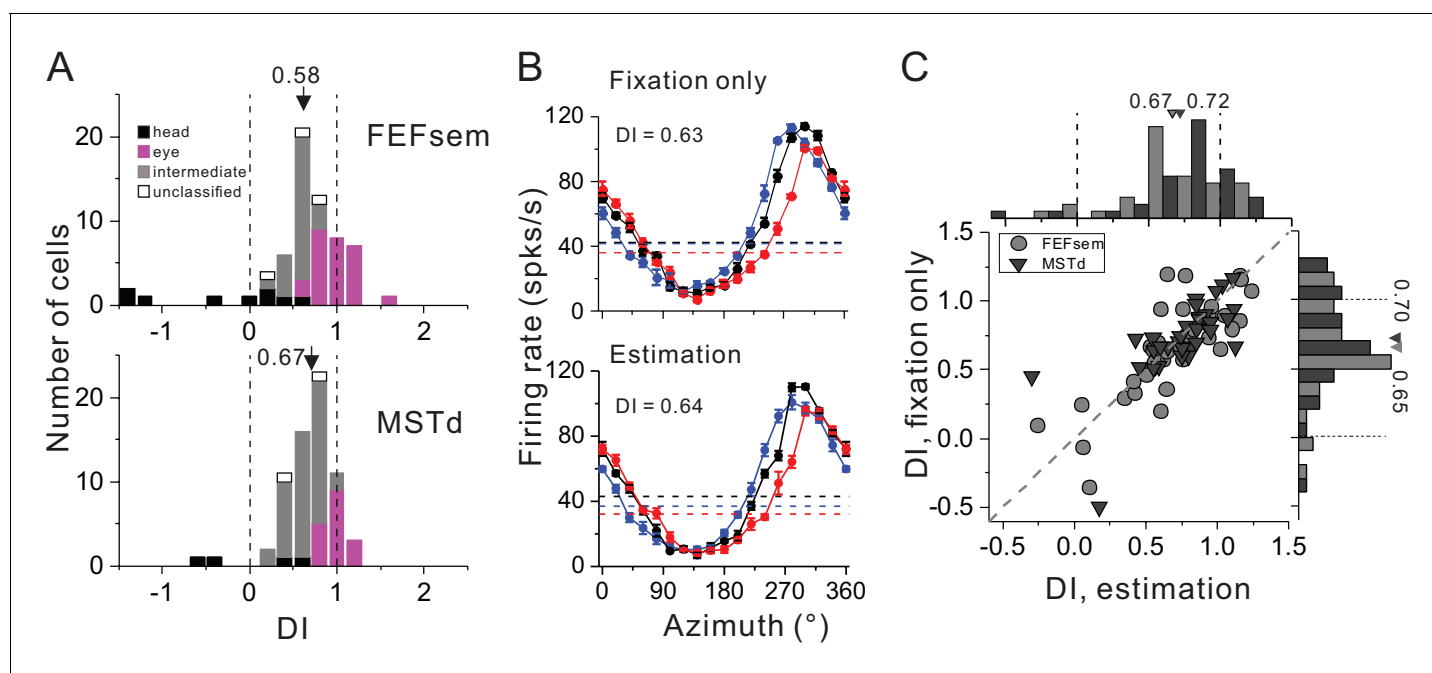 A
0.58
FEFsem
head
eye
intermediate
unclassified
20
10
0
0.67
MSTd
20
10
0
-1 0 1 2
DI
Number of cells
B
Fixation only
DI = 0.63
120
80
40
0
Estimation
DI = 0.64
120
80
40
0
0 90 180 270 360
Azimuth (°)
Firing rate (spks/s)
C
0.67 0.72
FEFsem
MSTd
1.5
1.0
0.5
0.0
-0.5
-0.5 0.0 0.5 1.0 1.5
DI, estimation
DI, fixation only
0.70
0.65